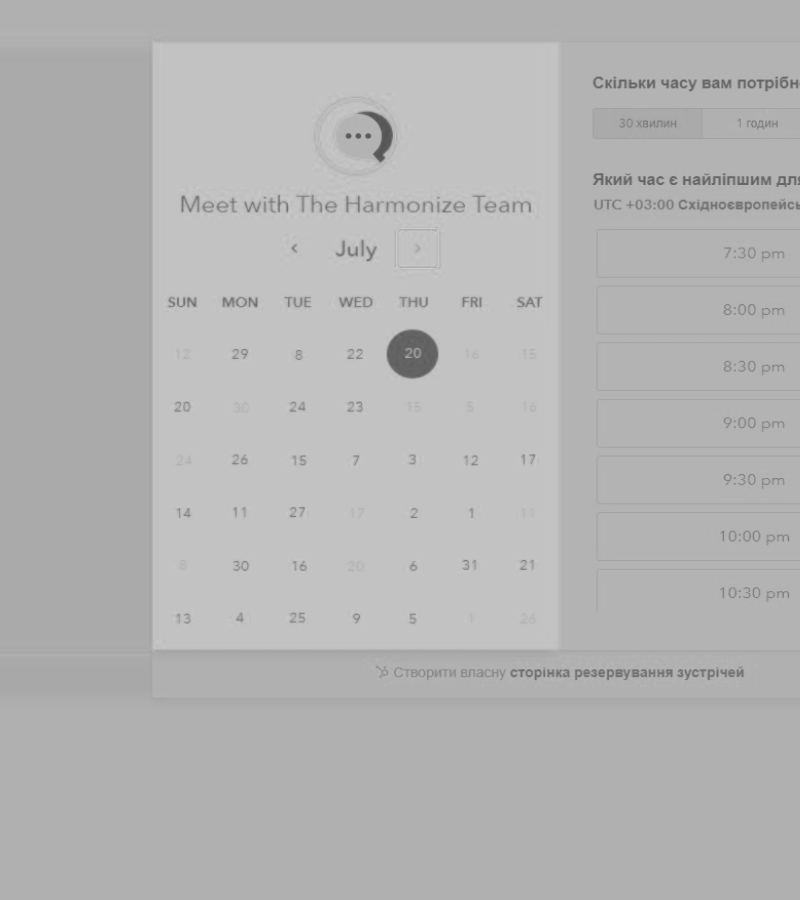 Meet with The Harmonize Team
July
SUN MON TUE WED THU FRI SAT
12 29 8 22 20 16 15
20 30 24 23 15 5 16
24 26 15 7 3 12 17
14 11 27 17 2 1 11
8 30 16 20 6 31 21
13 4 25 9 5 1 26
Скільки часу вам потрібн
30 хвилин 1 годин
Який час є найліпшим для
UTC +03:00 Східноєвропейсь
7:30 pm
8:00 pm
8:30 pm
9:00 pm
9:30 pm
10:00 pm
10:30 pm
Створити власну сторінка резервування зустрічей